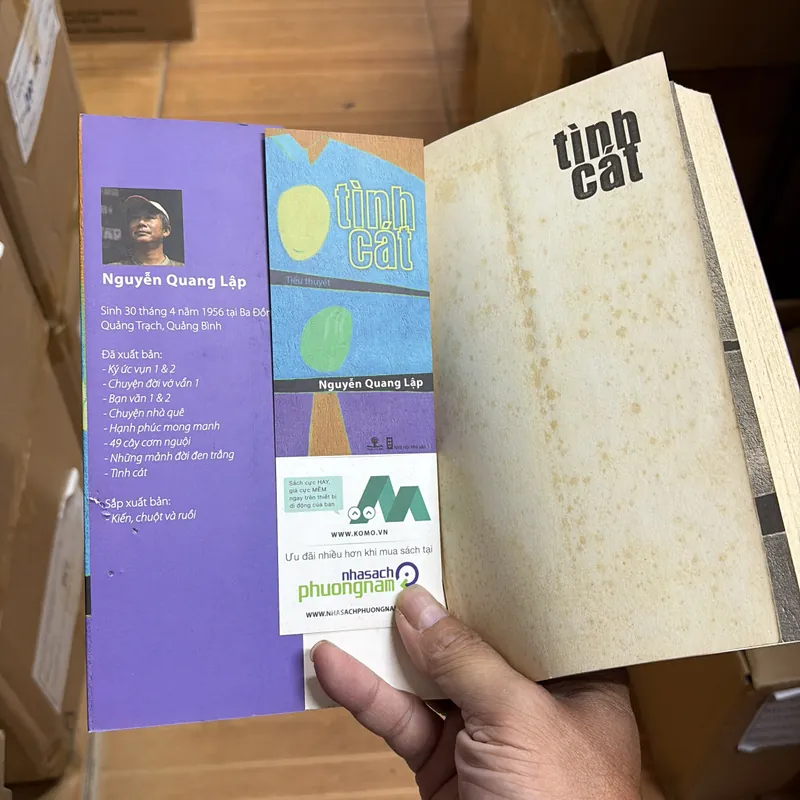 Nguyễn Quang Lập
Sinh 30 tháng 4 năm 1956 tại Ba
Quảng Trạch, Quảng Bình
Đã xuất bản:
- Ký ức vụn 1 & 2
- Chuyện đời vớ vẩn 1
- Bạn văn 1 & 2
- Chuyện nhà quê
- Hạnh phúc mong manh
- 49 cây cơm nguội
- Những mảnh đời đen trắng
- Tình cát
Sắp xuất bản:
- Kiến, chuột và ruồi
tình
cát
Tiểu thuyết
Nguyễn Quang Lập
Sách cực HAY,
giá cực MỀM
ngay trên thiết bị
di động của bạn
WWW.KOMO.VN
Ưu đãi nhiều hơn khi mua sách tại
nhasach
phuongnam
tình
cát